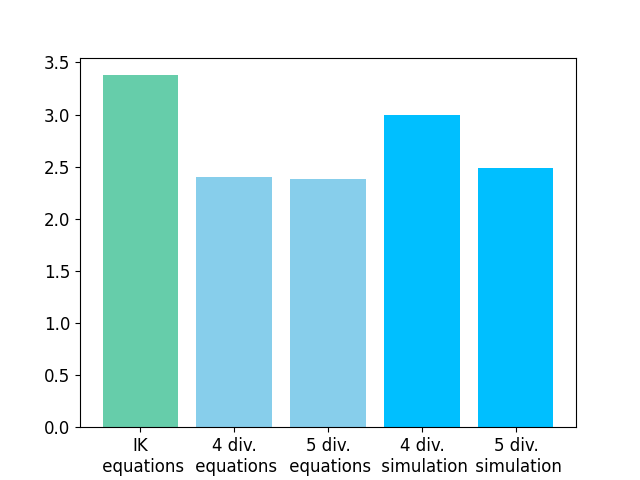 3.5
3.0
2.5
2.0
1.5
1.0
0.5
0.0
IK
equations
4 div.
equations
5 div.
equations
4 div.
simulation
5 div.
simulation